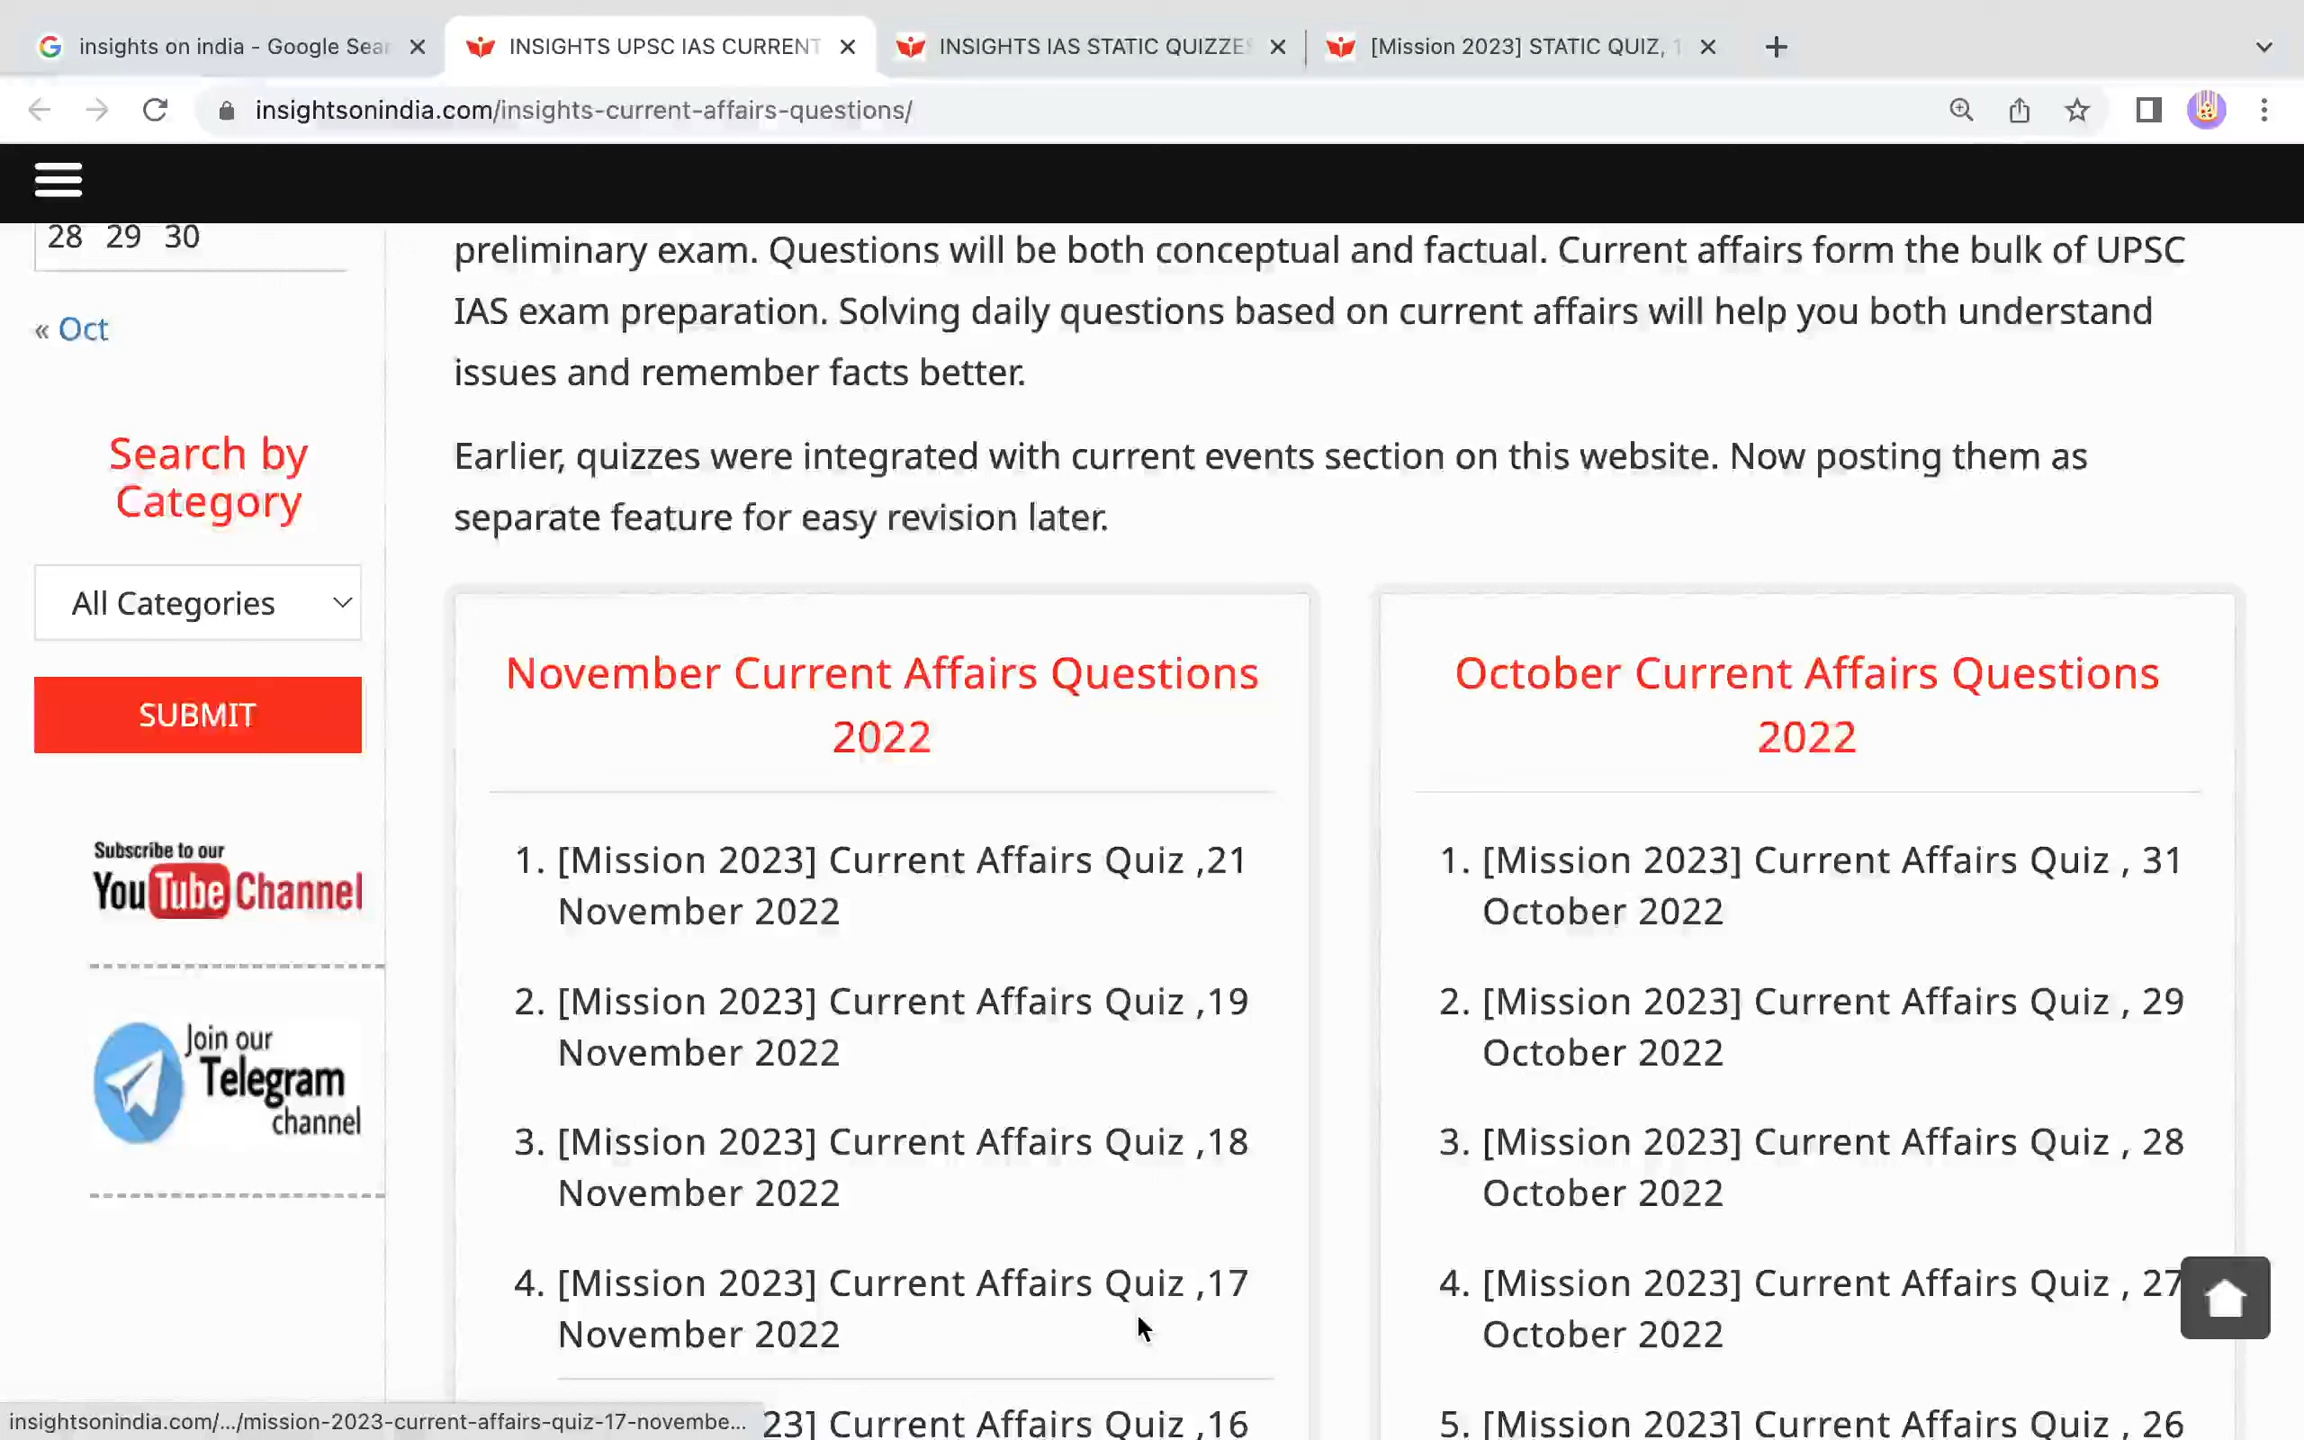 insights on india - Google Sear
INSIGHTS UPSC IAS CURRENT
INSIGHTS IAS STATIC QUIZZES
[Mission 2023] STATIC QUIZ, 1
insightsonindia.com/insights-current-affairs-questions/
28 29 30
« Oct
Search by
Category
All Categories
SUBMIT
Subscribe to our
YouTube Channel
Join our
Telegram
channel
preliminary exam. Questions will be both conceptual and factual. Current affairs form the bulk of UPSC
IAS exam preparation. Solving daily questions based on current affairs will help you both understand
issues and remember facts better.
Earlier, quizzes were integrated with current events section on this website. Now posting them as
separate feature for easy revision later.
November Current Affairs Questions
2022
1. [Mission 2023] Current Affairs Quiz ,21
November 2022
2. [Mission 2023] Current Affairs Quiz ,19
November 2022
3. [Mission 2023] Current Affairs Quiz ,18
November 2022
4. [Mission 2023] Current Affairs Quiz ,17
November 2022
23] Current Affairs Quiz ,16
October Current Affairs Questions
2022
1. [Mission 2023] Current Affairs Quiz , 31
October 2022
2. [Mission 2023] Current Affairs Quiz , 29
October 2022
3. [Mission 2023] Current Affairs Quiz , 28
October 2022
4. [Mission 2023] Current Affairs Quiz , 27
October 2022
5. [Mission 2023] Current Affairs Quiz , 26
insightsonindia.com/.../mission-2023-current-affairs-quiz-17-novembe...